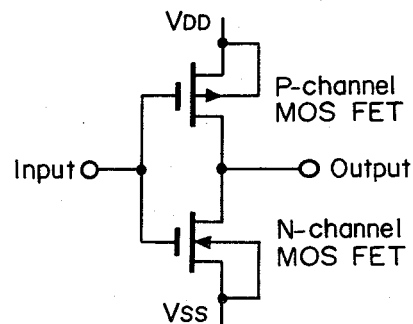 VDD
P-channel
MOS FET
Input
Output
N-channel
MOS FET
VSS